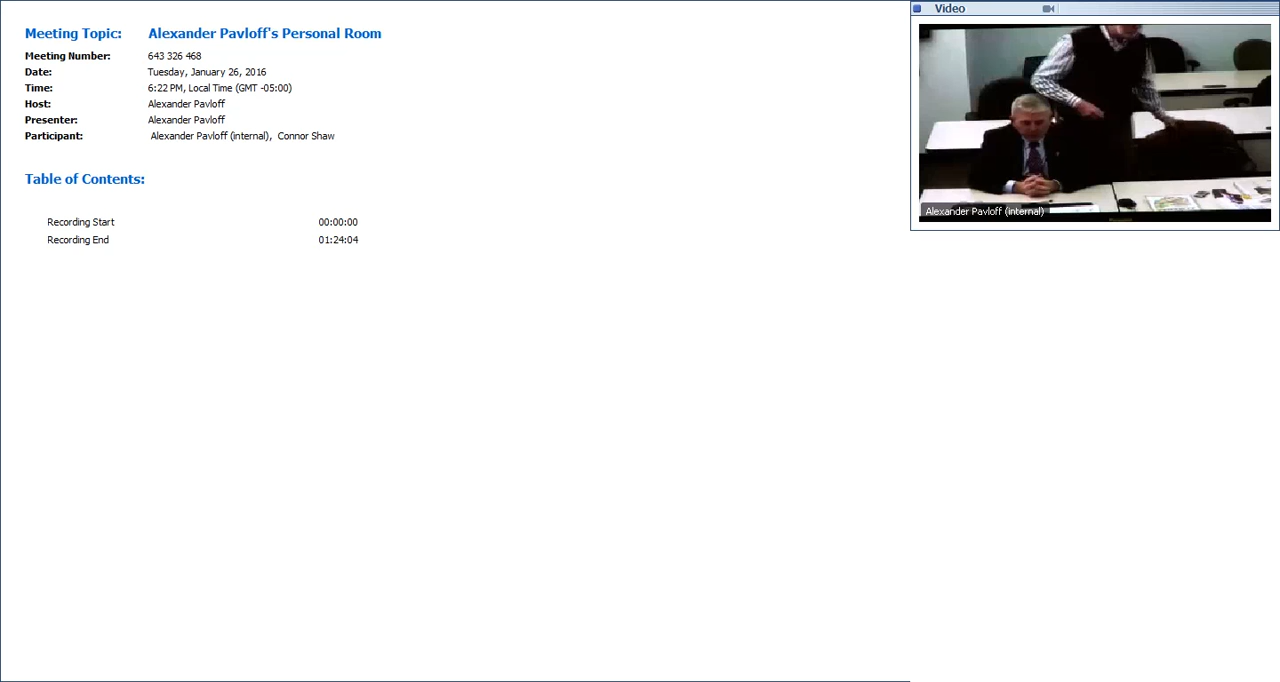 Meeting Topic: Alexander Pavloff's Personal Room
Meeting Number: 643 326 468
Date: Tuesday, January 26, 2016
Time: 6:22 PM, Local Time (GMT -05:00)
Host: Alexander Pavloff
Presenter: Alexander Pavloff
Participant: Alexander Pavloff (internal), Connor Shaw
Table of Contents:
Recording Start 00:00:00
Recording End 01:24:04
Video
Alexander Pavloff (internal)